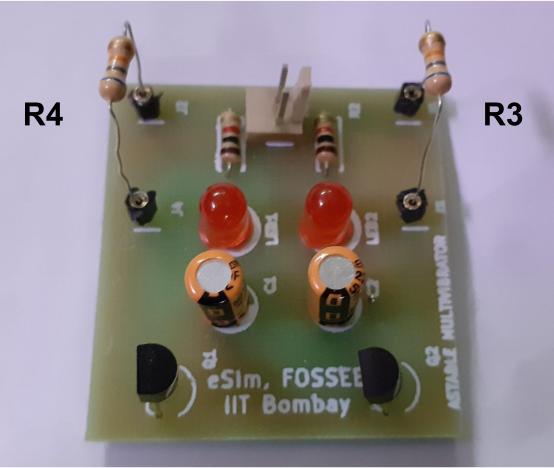 R4
R3
J2
R2
J4
LED1
LED2
J1
C1
C2
Q1
Q2
eSim, FOSSEE
IIT Bombay
ASTABLE MULTIVIBRATOR